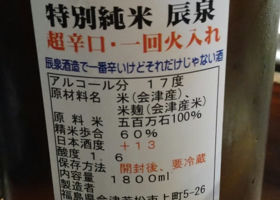 特別純米 辰泉
超辛口・一回火入れ
辰泉酒造で一番辛いけどそれだけじゃない酒
アルコール分 17度
原材料名 米(会津産)、
米麹(会津産米)
原料米 五百万石100%
精米歩合 60%
日本酒度 +13
酸度 1.6
保存方法 開封後、要冷蔵
内容量 1800ml
製造者
福島県会津若松市上町5-26